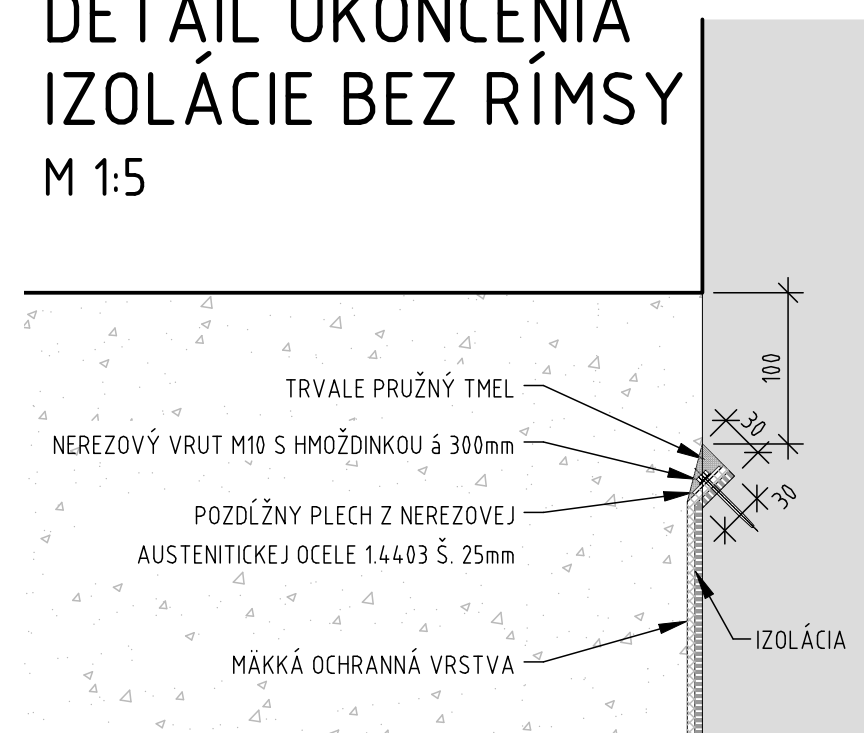 DETAIL UKONČENIA
IZOLÁCIE BEZ RÍMSY
M 1:5
100
TRVALE PRUŽNÝ TMEL
30
NEREZOVÝ VRUT M10 S HMOŽDINKOU á 300mm
30
POZDĹŽNY PLECH Z NEREZOVEJ
AUSTENITICKEJ OCELE 1.4403 Š. 25mm
IZOLÁCIA
MÄKKÁ OCHRANNÁ VRSTVA